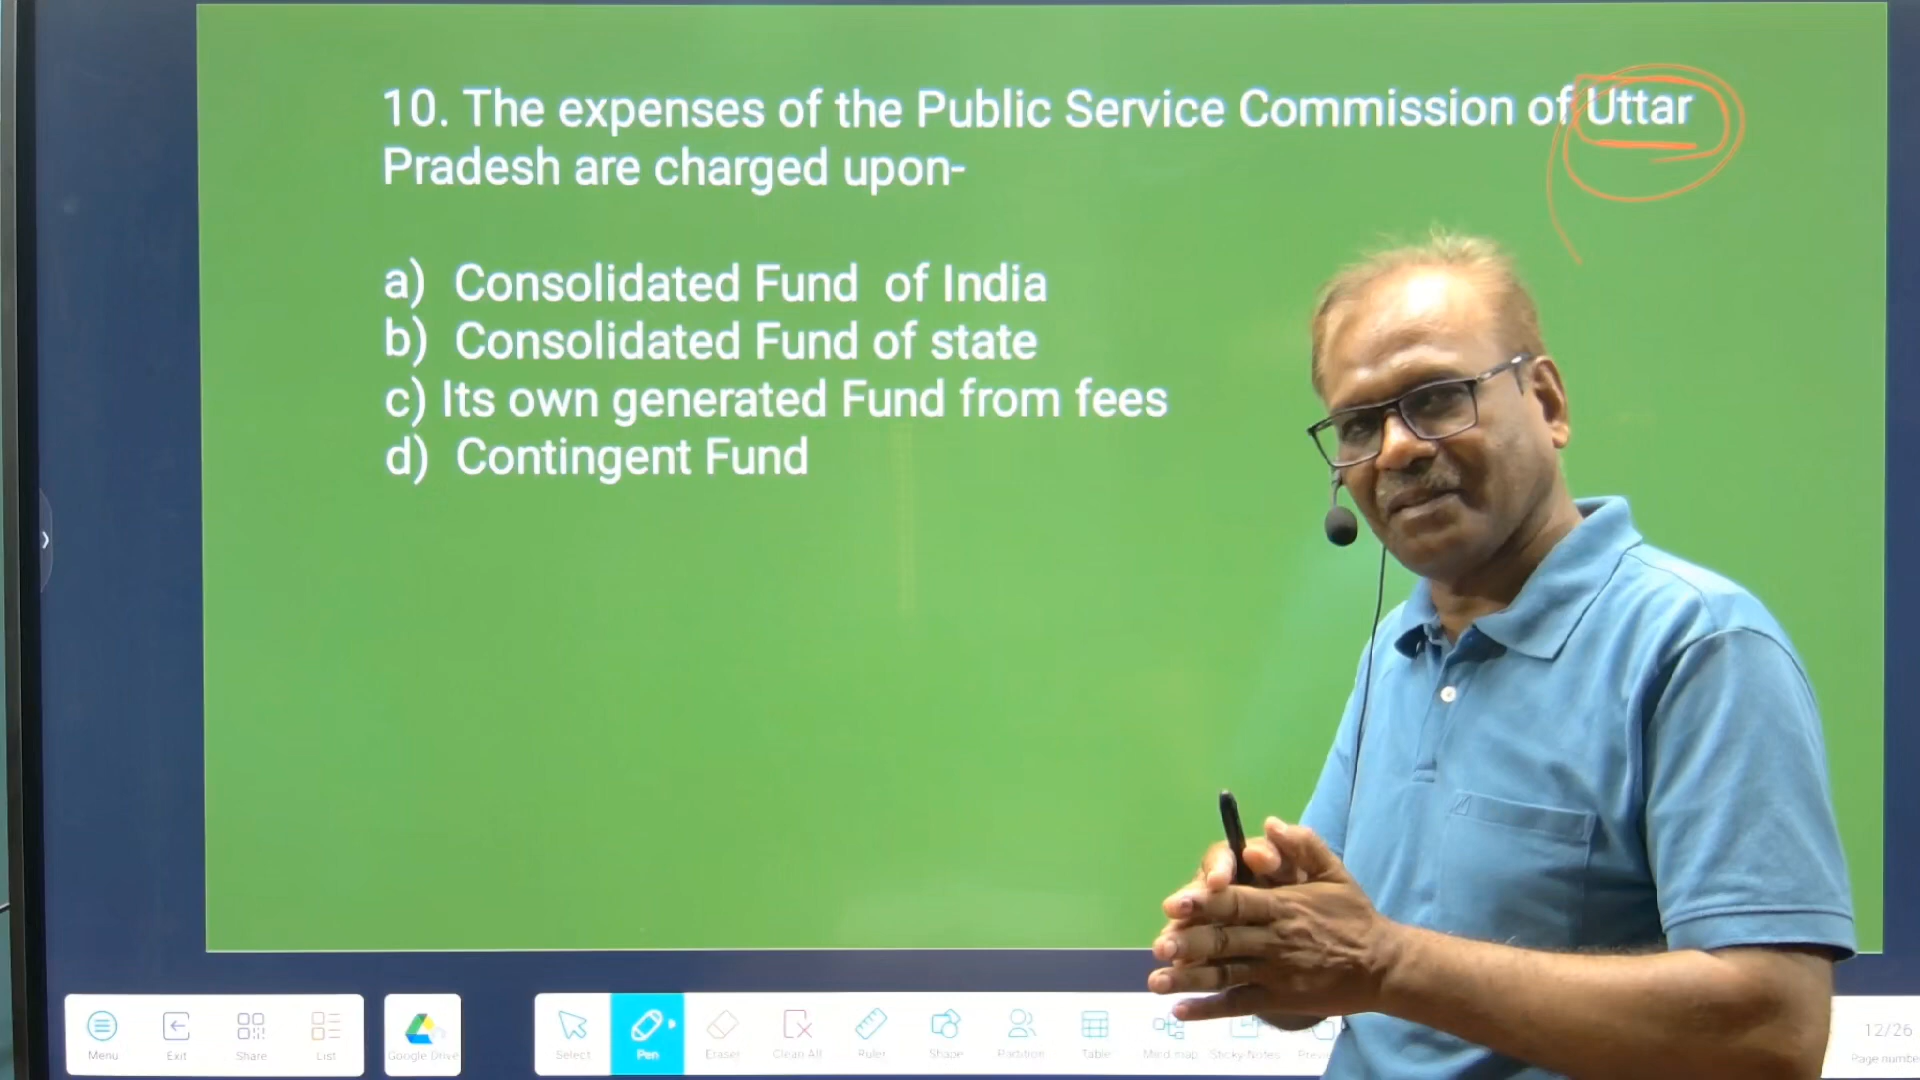 10. The expenses of the Public Service Commission of Uttar
Pradesh are charged upon-
a) Consolidated Fund of India
b) Consolidated Fund of state
c) Its own generated Fund from fees
d) Contingent Fund
Menu Exit Share List Google Drive Select Pen Eraser Clean All Ruler Shape Partition Table Mind map Sticky Notes
12/26
Page numbe